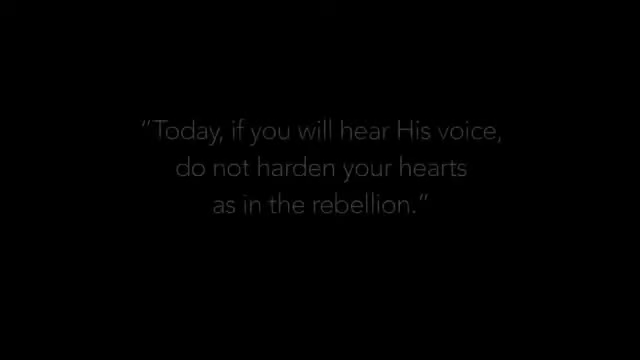 “Today, if you will hear His voice,
do not harden your hearts
as in the rebellion.”